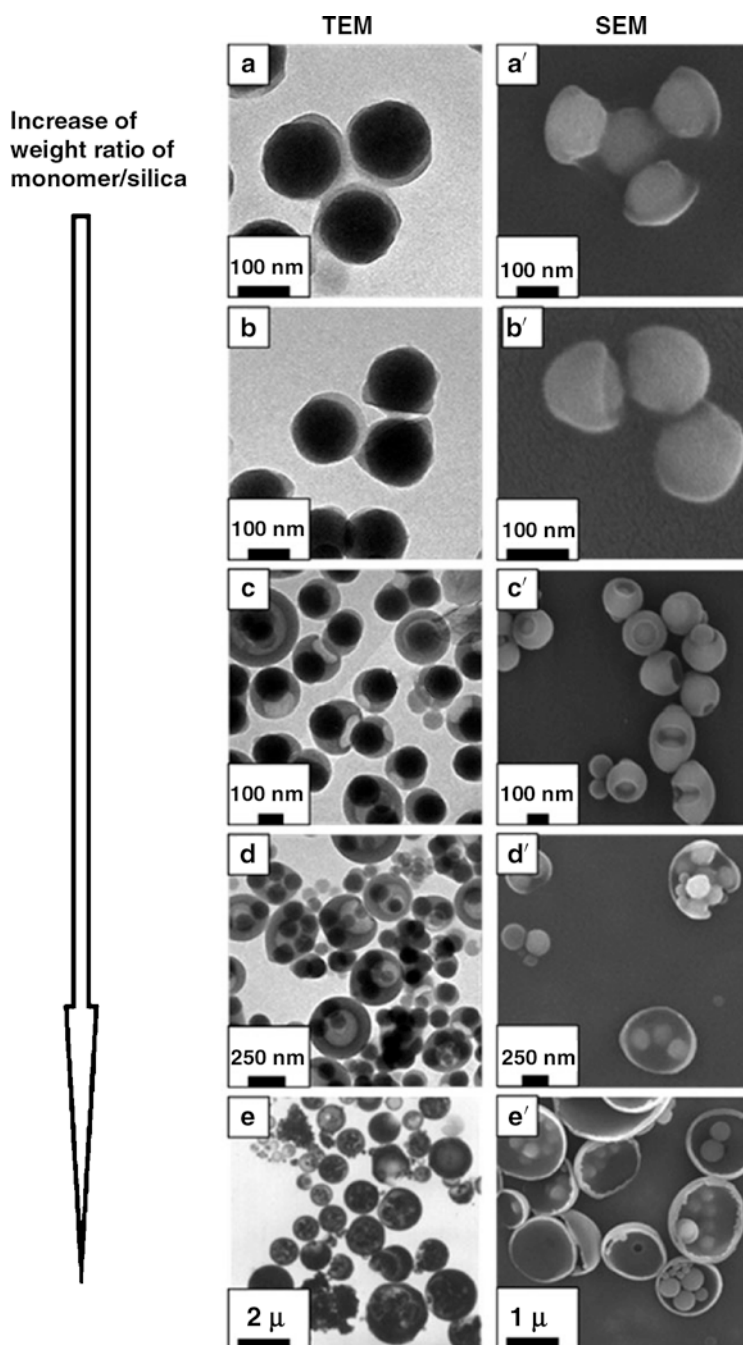 TEM
SEM
Increase of
weight ratio of
monomer/silica
a
100 nm
a′
100 nm
b
100 nm
b′
100 nm
c
100 nm
c′
100 nm
d
250 nm
d′
250 nm
e
2 μ
e′
1 μ